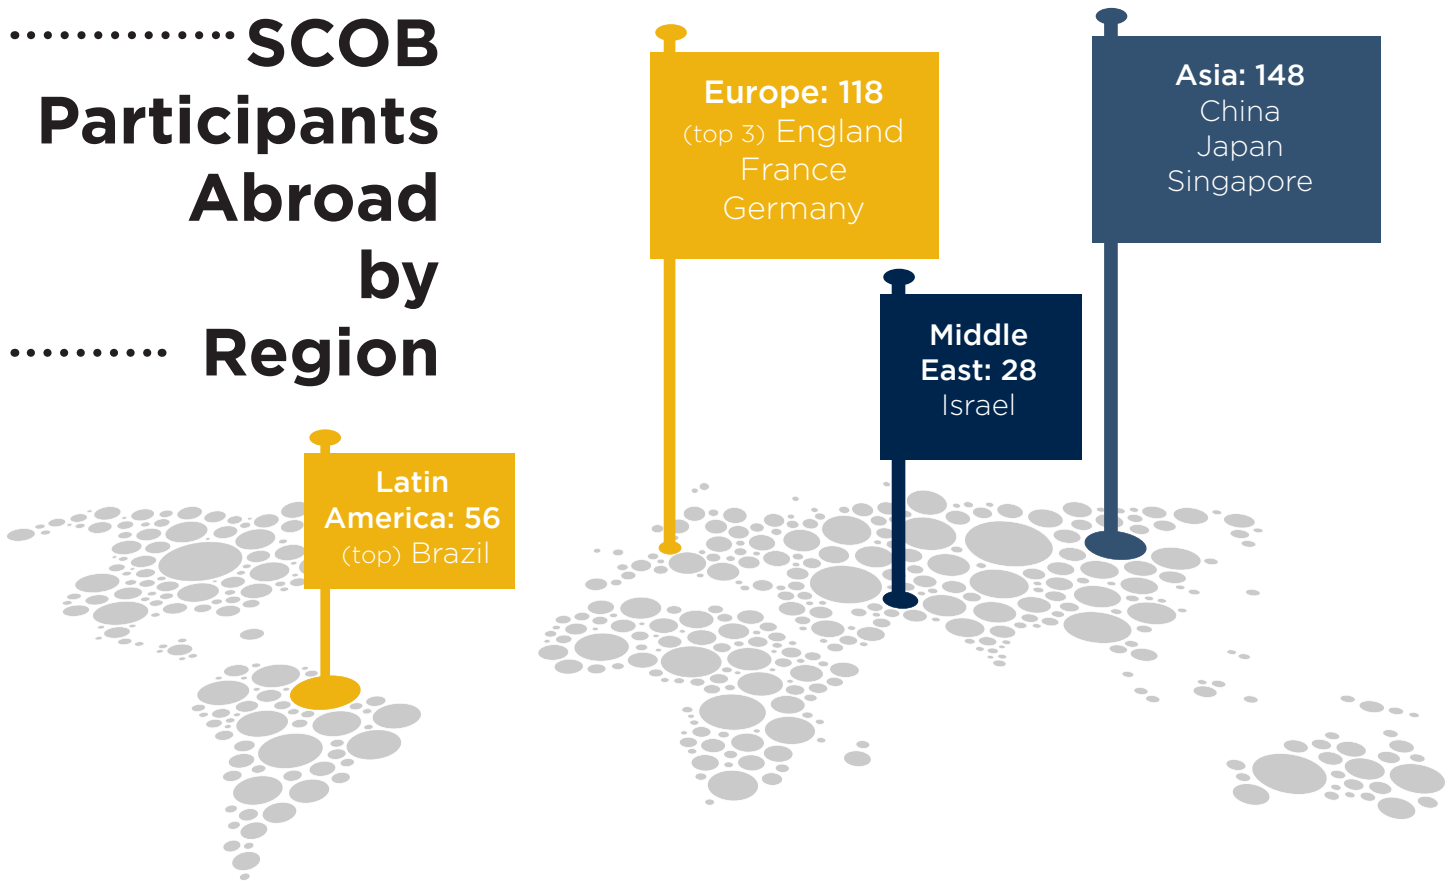 SCOB
Participants
Abroad
by
Region
Europe: 118
(top 3) England
France
Germany
Asia: 148
China
Japan
Singapore
Middle
East: 28
Israel
Latin
America: 56
(top) Brazil